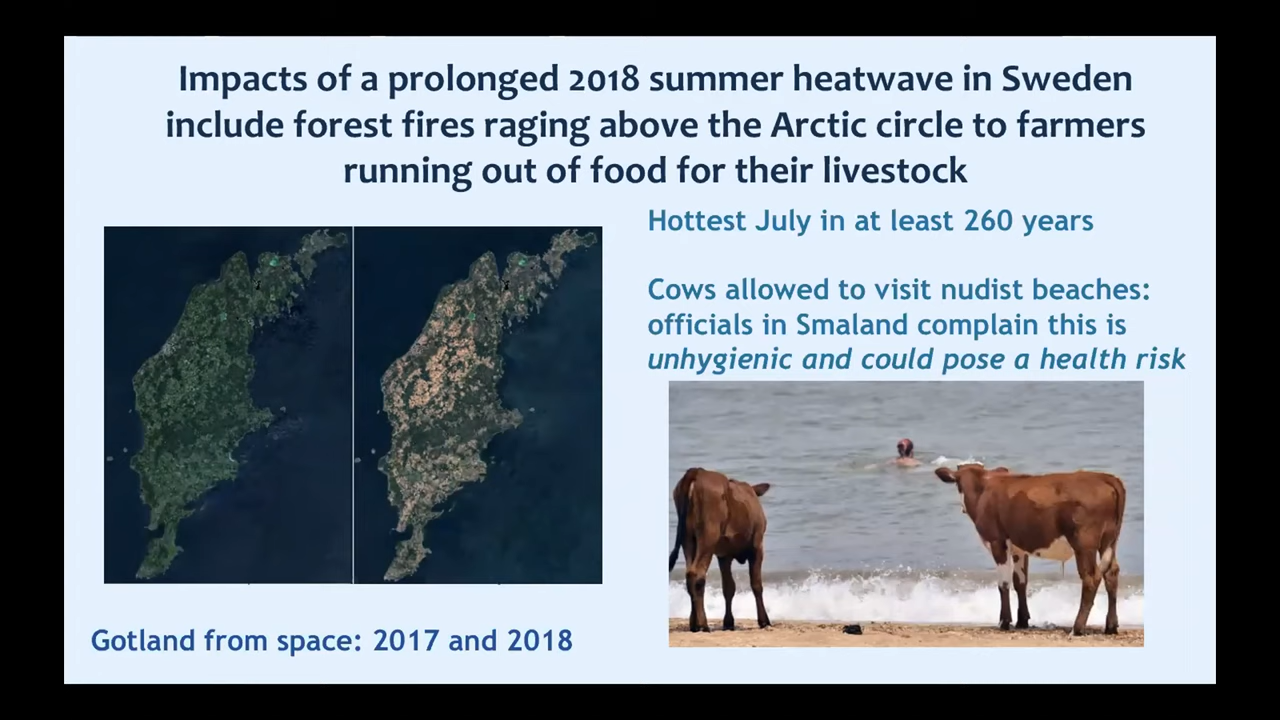 Impacts of a prolonged 2018 summer heatwave in Sweden
include forest fires raging above the Arctic circle to farmers
running out of food for their livestock
Hottest July in at least 260 years
Cows allowed to visit nudist beaches:
officials in Smaland complain this is
unhygienic and could pose a health risk
Gotland from space: 2017 and 2018